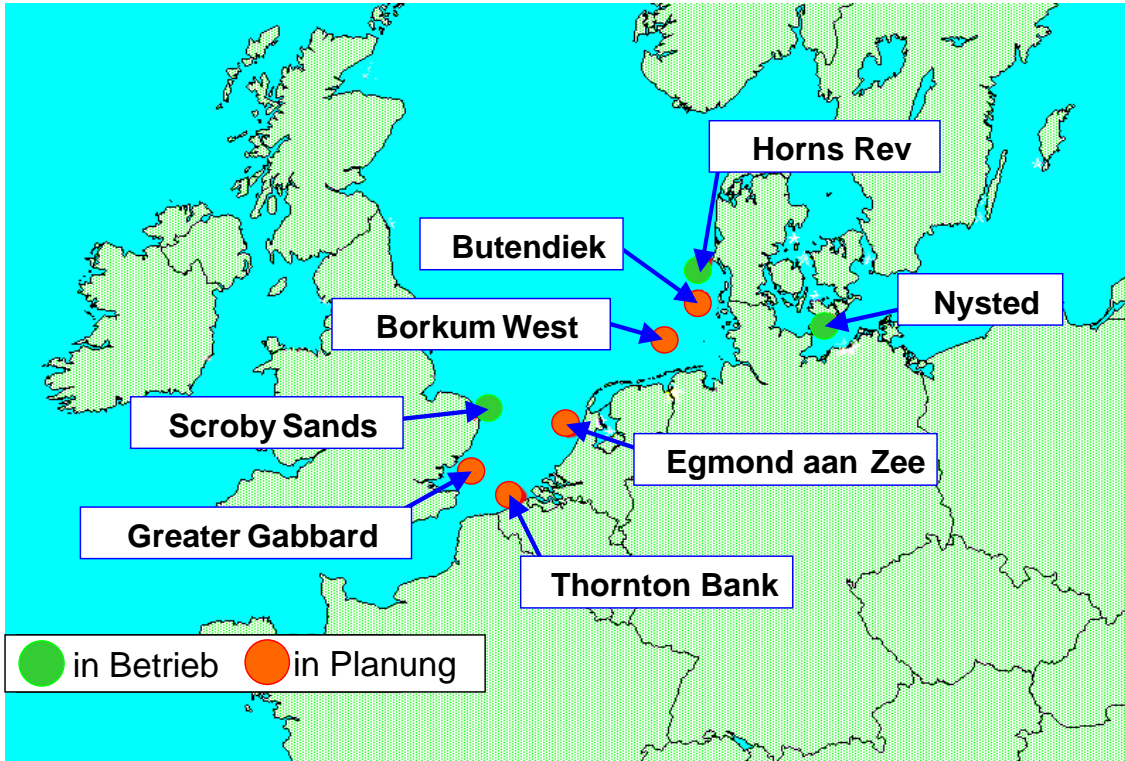 Horns Rev
Butendiek
Nysted
Borkum West
Scroby Sands
Egmond aan Zee
Greater Gabbard
Thornton Bank
in Betrieb
in Planung